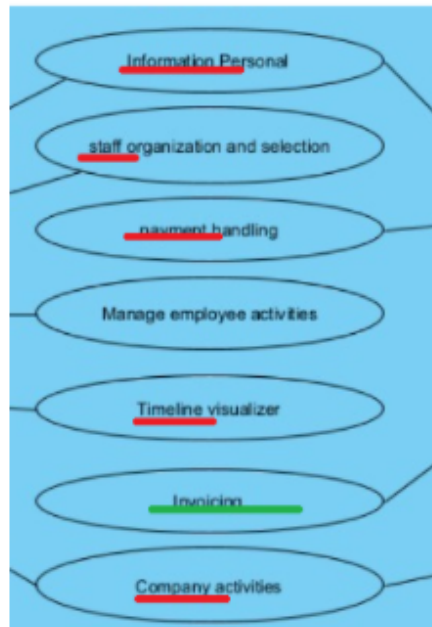 Information Personal
staff organization and selection
payment handling
Manage employee activities
Timeline visualizer
Invoicing
Company activities